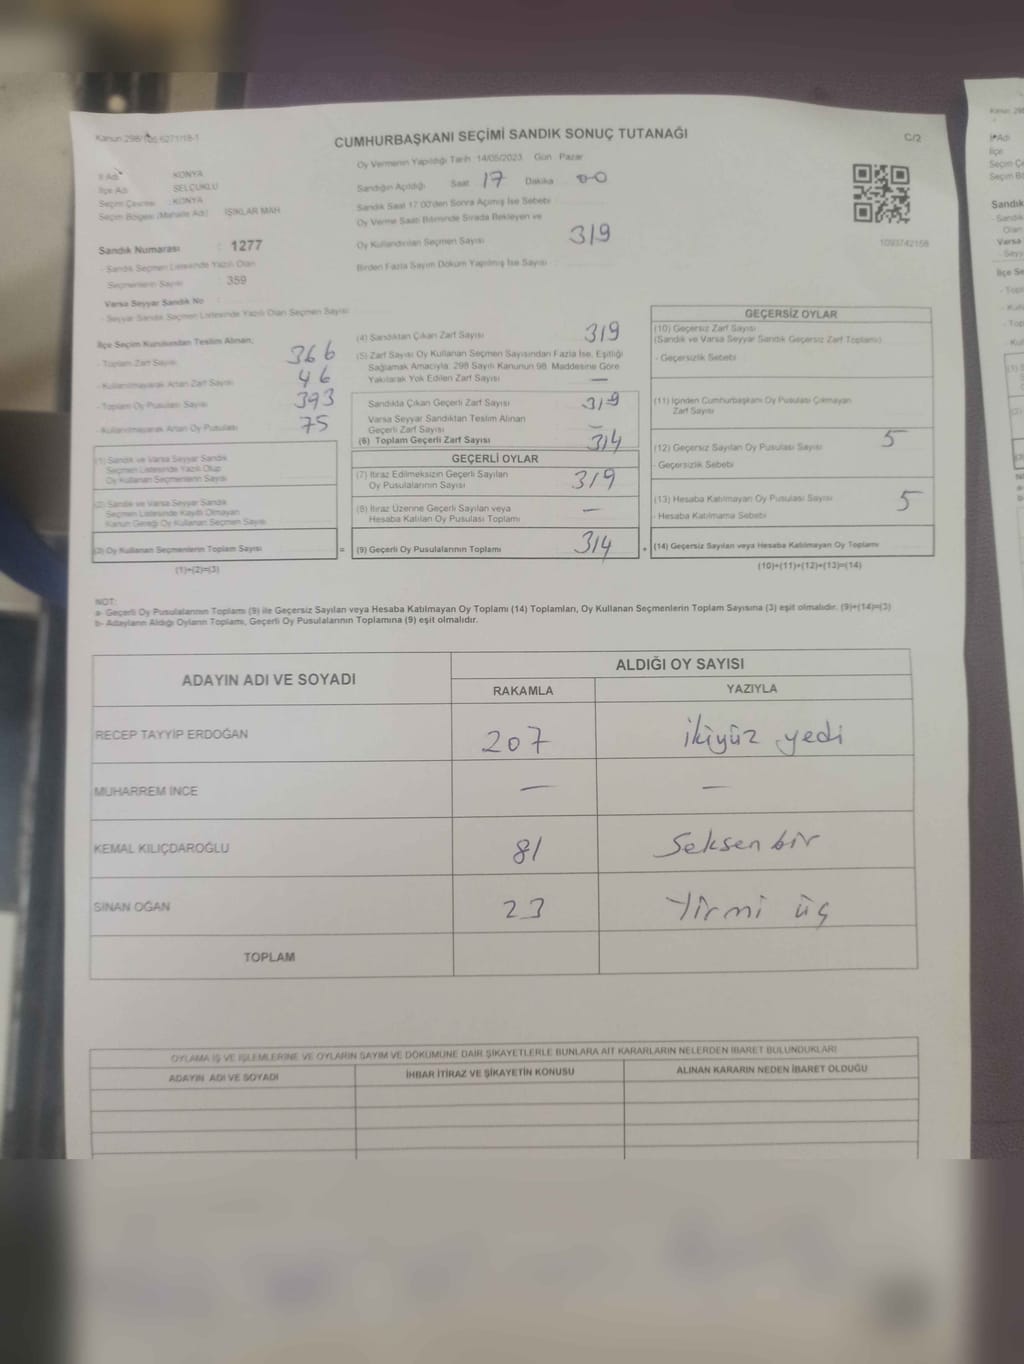 Kanun 298/105 6271/18-1
CUMHURBAŞKANI SEÇİMİ SANDIK SONUÇ TUTANAĞI
C/2
Oy Vermenin Yapıldığı Tarih :14/05/2023 Gün : Pazar
İl Adı : KONYA
İlçe Adı : SELÇUKLU
Seçim Çevresi : KONYA
Seçim Bölgesi (Mahalle Adı) : IŞIKLAR MAH
Sandığın Açıldığı Saat 17 Dakika 00
Sandık Saat 17.00'den Sonra Açılmış İse Sebebi :
Oy Verme Saati Bitiminde Sırada Bekleyen ve
Oy Kullandırılan Seçmen Sayısı : 319
Birden Fazla Sayım Döküm Yapılmış İse Sayısı :
1093742158
Sandık Numarası : 1277
- Sandık Seçmen Listesinde Yazılı Olan
Seçmenlerin Sayısı : 359
Varsa Seyyar Sandık No :
- Seyyar Sandık Seçmen Listesinde Yazılı Olan Seçmen Sayısı
İlçe Seçim Kurulundan Teslim Alınan;
- Toplam Zarf Sayısı 366
- Kullanılmayarak Artan Zarf Sayısı 46
- Toplam Oy Pusulası Sayısı 393
- Kullanılmayarak Artan Oy Pusulası 75
(1) Sandık ve Varsa Seyyar Sandık
Seçmen Listesinde Yazılı Olup
Oy Kullanan Seçmenlerin Sayısı
(2) Sandık ve Varsa Seyyar Sandık
Seçmen Listesinde Kayıtlı Olmayan
Kanun Gereği Oy Kullanan Seçmen Sayısı
(3) Oy Kullanan Seçmenlerin Toplam Sayısı =
(1)+(2)=(3)
(4) Sandıktan Çıkan Zarf Sayısı 319
(5) Zarf Sayısı Oy Kullanan Seçmen Sayısından Fazla İse, Eşitliği
Sağlamak Amacıyla, 298 Sayılı Kanunun 98. Maddesine Göre
Yakılarak Yok Edilen Zarf Sayısı —
Sandıkta Çıkan Geçerli Zarf Sayısı 319
Varsa Seyyar Sandıktan Teslim Alınan
Geçerli Zarf Sayısı —
(6) Toplam Geçerli Zarf Sayısı 314
GEÇERLİ OYLAR
(7) İtiraz Edilmeksizin Geçerli Sayılan
Oy Pusulalarının Sayısı 319
(8) İtiraz Üzerine Geçerli Sayılan veya
Hesaba Katılan Oy Pusulası Toplamı —
(9) Geçerli Oy Pusulalarının Toplamı 314 +
GEÇERSİZ OYLAR
(10) Geçersiz Zarf Sayısı
(Sandık ve Varsa Seyyar Sandık Geçersiz Zarf Toplamı)
- Geçersizlik Sebebi
(11) İçinden Cumhurbaşkanı Oy Pusulası Çıkmayan
Zarf Sayısı
(12) Geçersiz Sayılan Oy Pusulası Sayısı 5
- Geçersizlik Sebebi
(13) Hesaba Katılmayan Oy Pusulası Sayısı 5
- Hesaba Katılmama Sebebi
(14) Geçersiz Sayılan veya Hesaba Katılmayan Oy Toplamı
(10)+(11)+(12)+(13)=(14)
NOT:
a- Geçerli Oy Pusulalarının Toplamı (9) ile Geçersiz Sayılan veya Hesaba Katılmayan Oy Toplamı (14) Toplamları, Oy Kullanan Seçmenlerin Toplam Sayısına (3) eşit olmalıdır. (9)+(14)=(3)
b- Adayların Aldığı Oyların Toplamı, Geçerli Oy Pusulalarının Toplamına (9) eşit olmalıdır.
ADAYIN ADI VE SOYADI
ALDIĞI OY SAYISI
RAKAMLA YAZIYLA
RECEP TAYYİP ERDOĞAN 207 ikiyüz yedi
MUHARREM İNCE — —
KEMAL KILIÇDAROĞLU 81 Seksen bir
SİNAN OĞAN 23 Yirmi üç
TOPLAM
OYLAMA İŞ VE İŞLEMLERİNE VE OYLARIN SAYIM VE DÖKÜMÜNE DAİR ŞİKAYETLERLE BUNLARA AİT KARARLARIN NELERDEN İBARET BULUNDUKLARI
ADAYIN ADI VE SOYADI İHBAR İTİRAZ VE ŞİKAYETİN KONUSU ALINAN KARARIN NEDEN İBARET OLDUĞU